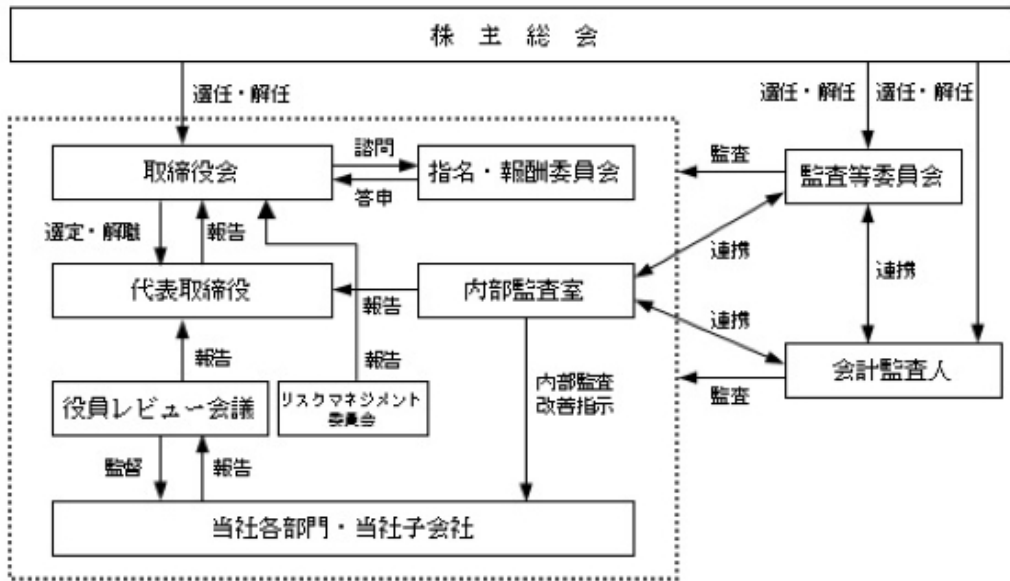 株主総会
選任・解任
選任・解任
選任・解任
取締役会
諮問
答申
指名・報酬委員会
監査
監査等委員会
選定・解職
報告
連携
連携
代表取締役
報告
内部監査室
連携
報告
報告
内部監査
改善指示
監査
会計監査人
役員レビュー会議
リスクマネジメント
委員会
監督
報告
当社各部門・当社子会社